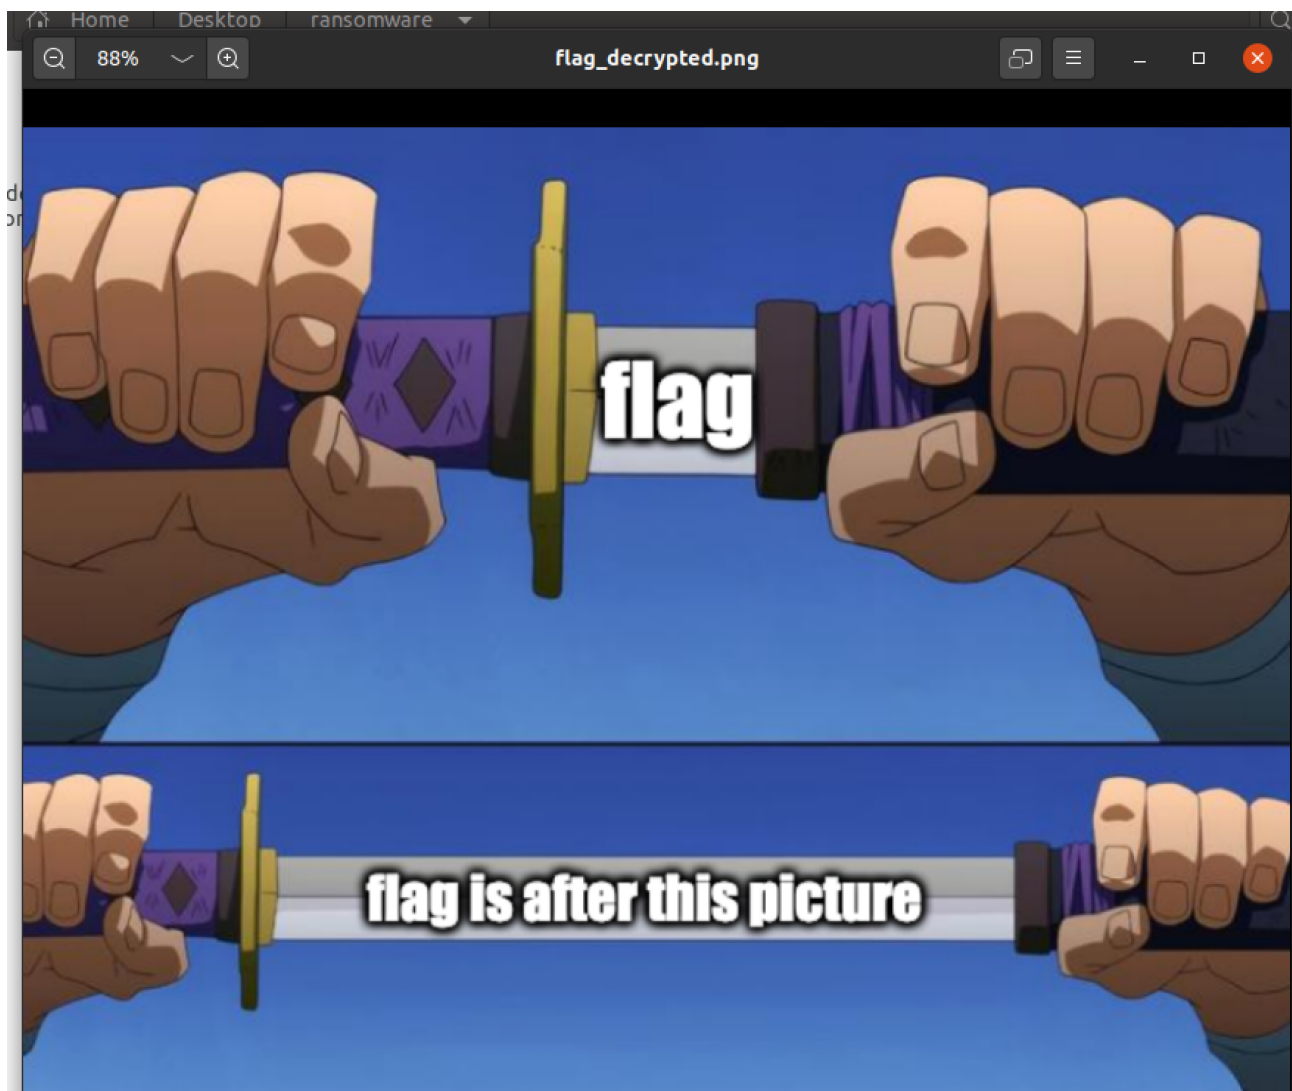 Home Desktop ransomware
88% flag_decrypted.png
flag
flag is after this picture